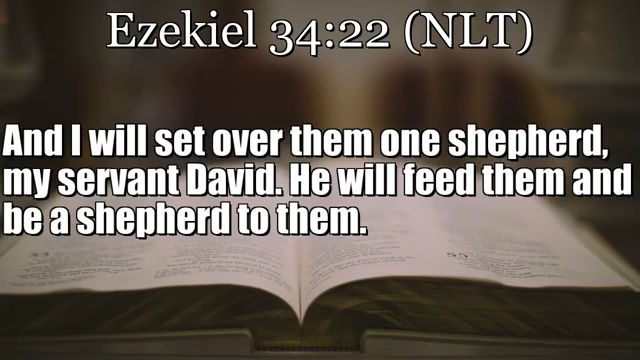 Ezekiel 34:22 (NLT)
And I will set over them one shepherd,
my servant David. He will feed them and
be a shepherd to them.